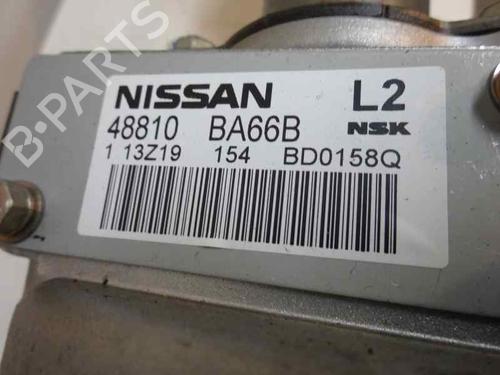 NISSAN L2
48810 BA66B NSK
1 13Z19 154 BD0158Q
B-PARTS